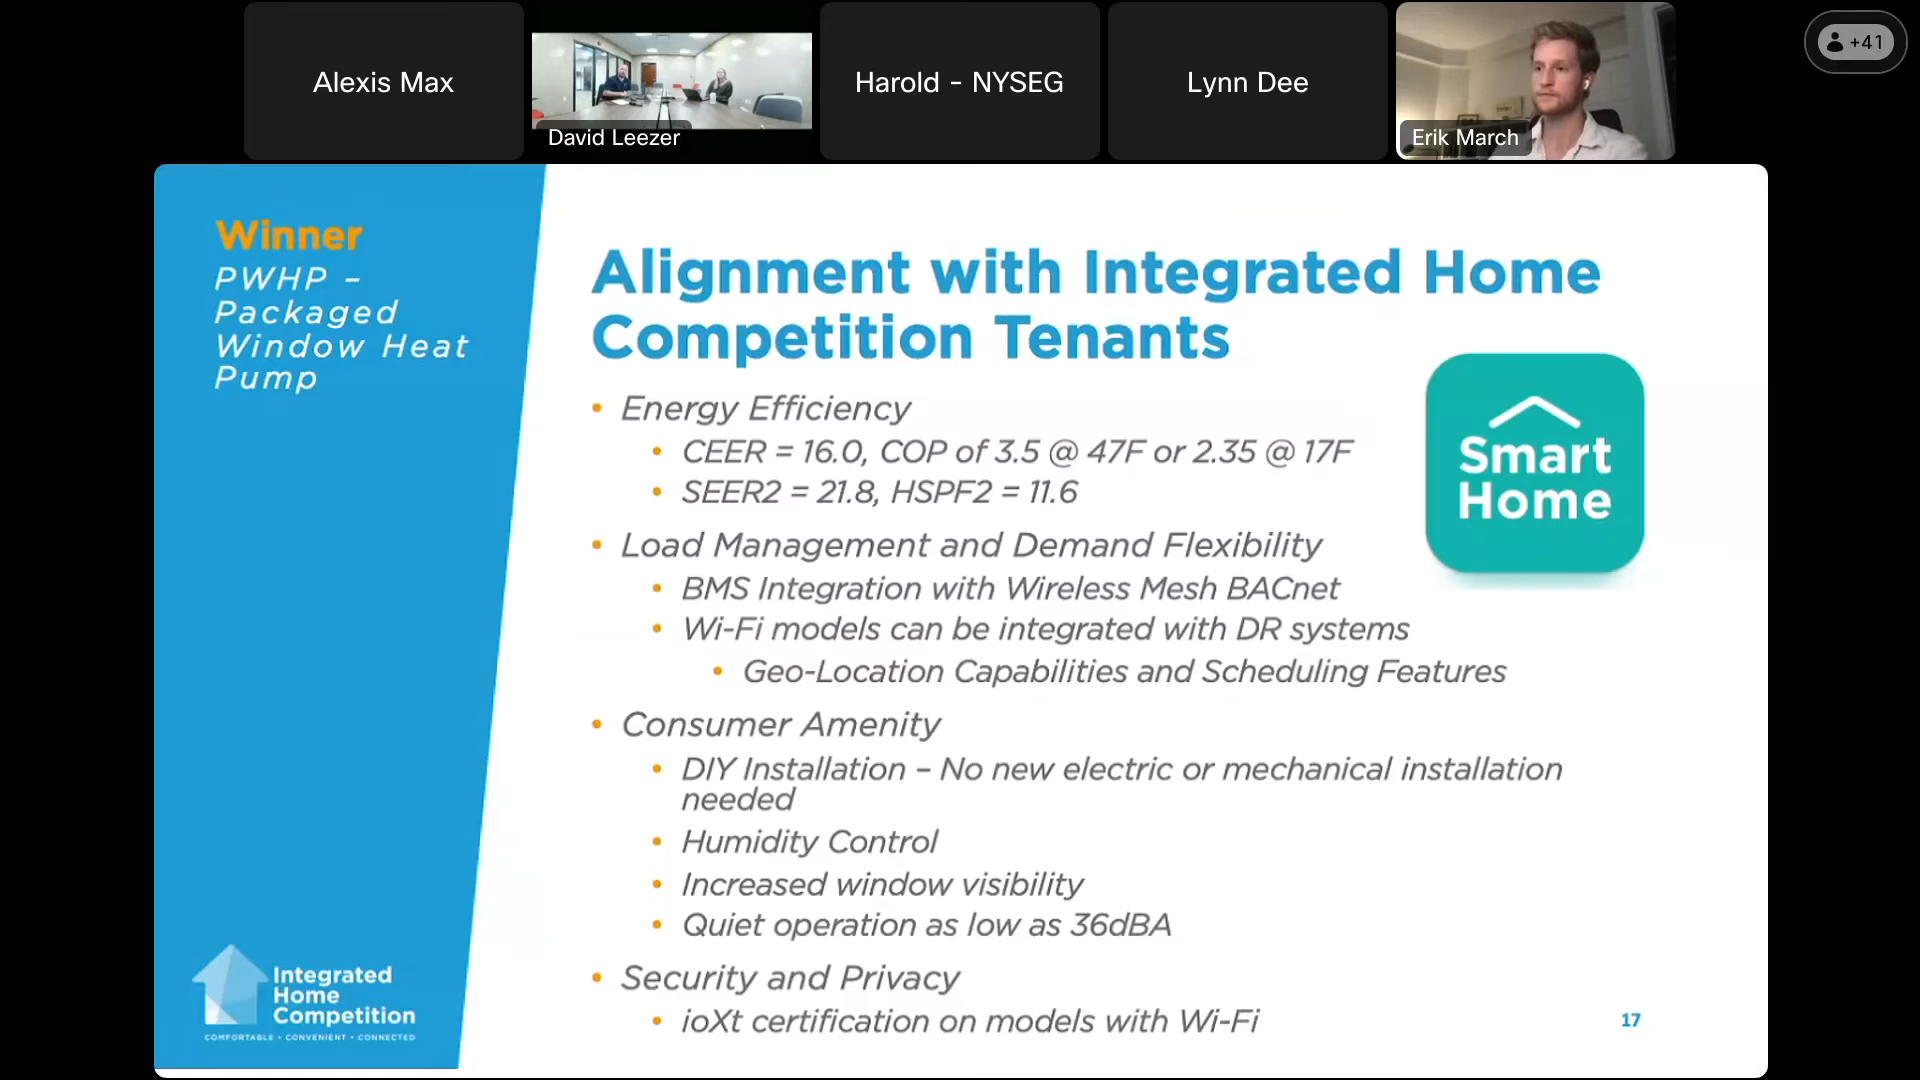 Alexis Max
David Leezer
Harold - NYSEG
Lynn Dee
Erik March
+41
Winner
PWHP –
Packaged
Window Heat
Pump
Alignment with Integrated Home
Competition Tenants
• Energy Efficiency
• CEER = 16.0, COP of 3.5 @ 47F or 2.35 @ 17F
• SEER2 = 21.8, HSPF2 = 11.6
• Load Management and Demand Flexibility
• BMS Integration with Wireless Mesh BACnet
• Wi-Fi models can be integrated with DR systems
• Geo-Location Capabilities and Scheduling Features
• Consumer Amenity
• DIY Installation – No new electric or mechanical installation
needed
• Humidity Control
• Increased window visibility
• Quiet operation as low as 36dBA
• Security and Privacy
• ioXt certification on models with Wi-Fi
Smart
Home
Integrated
Home
Competition
COMFORTABLE • CONVENIENT • CONNECTED
17